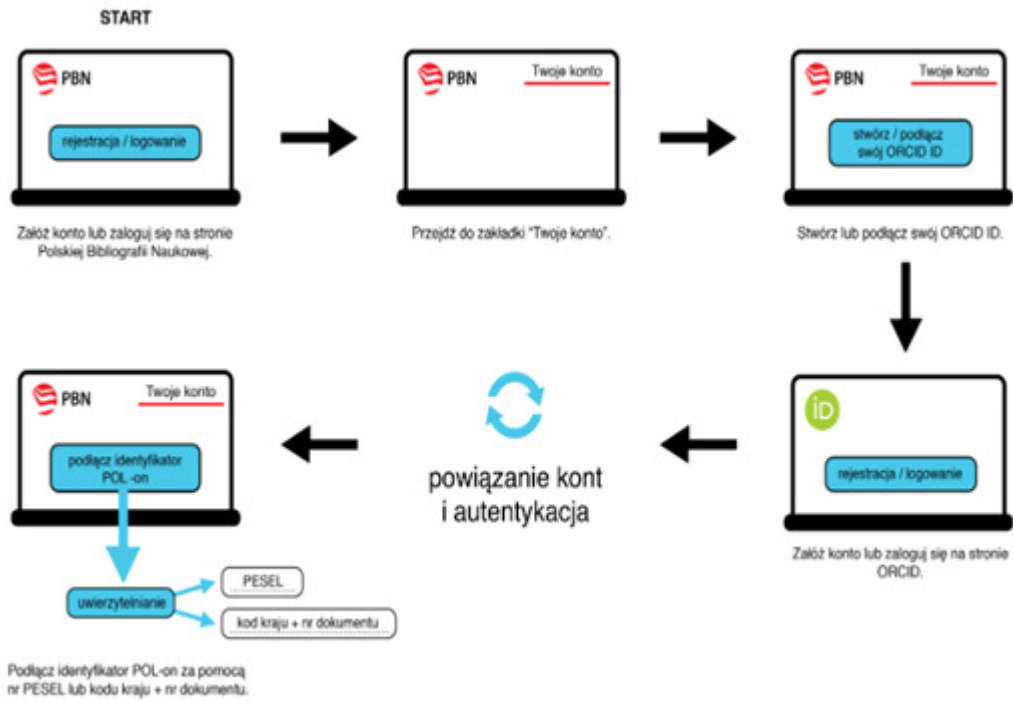 START
PBN
rejestracja / logowanie
Załóż konto lub zaloguj się na stronie
Polskiej Bibliografii Naukowej.
PBN
Twoje konto
Przejdź do zakładki "Twoje konto".
PBN
Twoje konto
stwórz / podłącz
swój ORCID ID
Stwórz lub podłącz swój ORCID ID.
iD
rejestracja / logowanie
Załóż konto lub zaloguj się na stronie
ORCID.
powiązanie kont
i autentykacja
PBN
Twoje konto
podłącz identyfikator
POL -on
uwierzytelnianie
PESEL
kod kraju + nr dokumentu
Podłącz identyfikator POL-on za pomocą
nr PESEL lub kodu kraju + nr dokumentu.